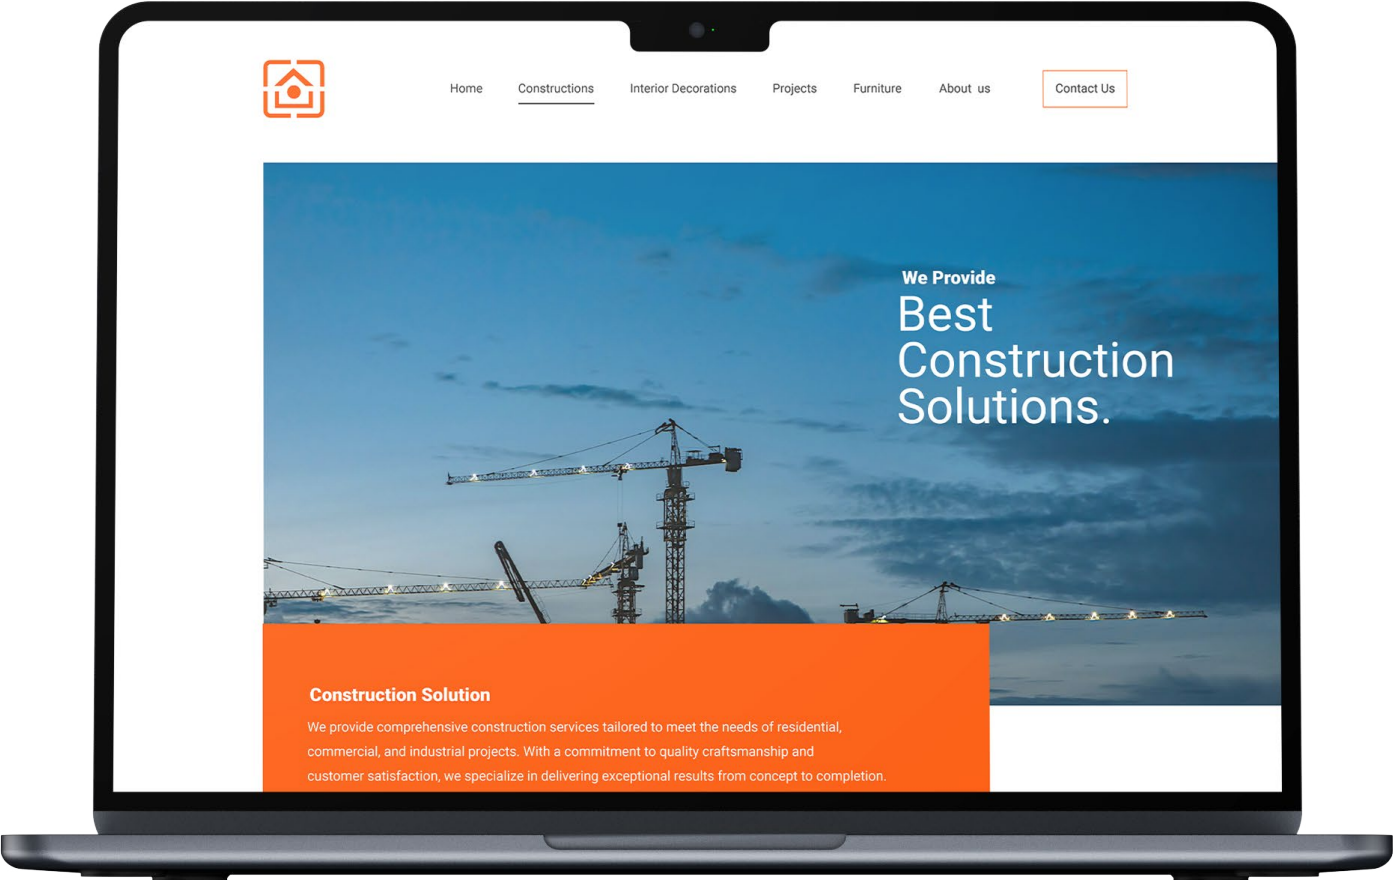 Home
Constructions
Interior Decorations
Projects
Furniture
About us
Contact Us
We Provide
Best
Construction
Solutions.
Construction Solution
We provide comprehensive construction services tailored to meet the needs of residential,
commercial, and industrial projects. With a commitment to quality craftsmanship and
customer satisfaction, we specialize in delivering exceptional results from concept to completion.